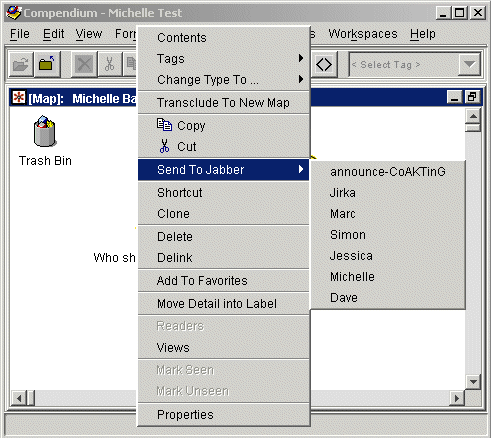 Compendium - Michelle Test
File Edit View For s Workspaces Help
< Select Tag >
[Map]: Michelle Ba
Trash Bin
Who sh
Contents
Tags
Change Type To ...
Transclude To New Map
Copy
Cut
Send To Jabber
Shortcut
Clone
Delete
Delink
Add To Favorites
Move Detail into Label
Readers
Views
Mark Seen
Mark Unseen
Properties
announce-CoAKTinG
Jirka
Marc
Simon
Jessica
Michelle
Dave